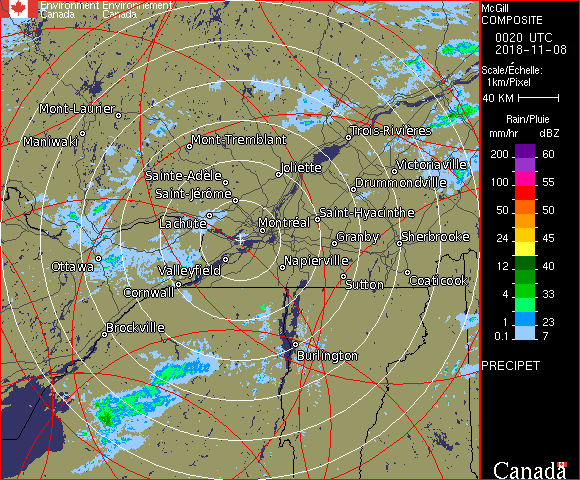 Environment Environnement
Canada Canada
McGill
COMPOSITE
0020 UTC
2018-11-08
Scale/Échelle:
1km/Pixel
40 KM
Rain/Pluie
mm/hr dBZ
200 60
150 57
100 55
50 50
24 45
12 40
4 33
1 23
0.1 7
PRECIPET
Mont-Laurier
Maniwaki
Mont-Tremblant
Trois-Rivières
Joliette
Victoriaville
Sainte-Adèle
Drummondville
Saint-Jérôme
Saint-Hyacinthe
Lachute
Montréal
Granby
Sherbrooke
Ottawa
Valleyfield
Napierville
Cornwall
Sutton
Coaticook
Brockville
Burlington
Canada